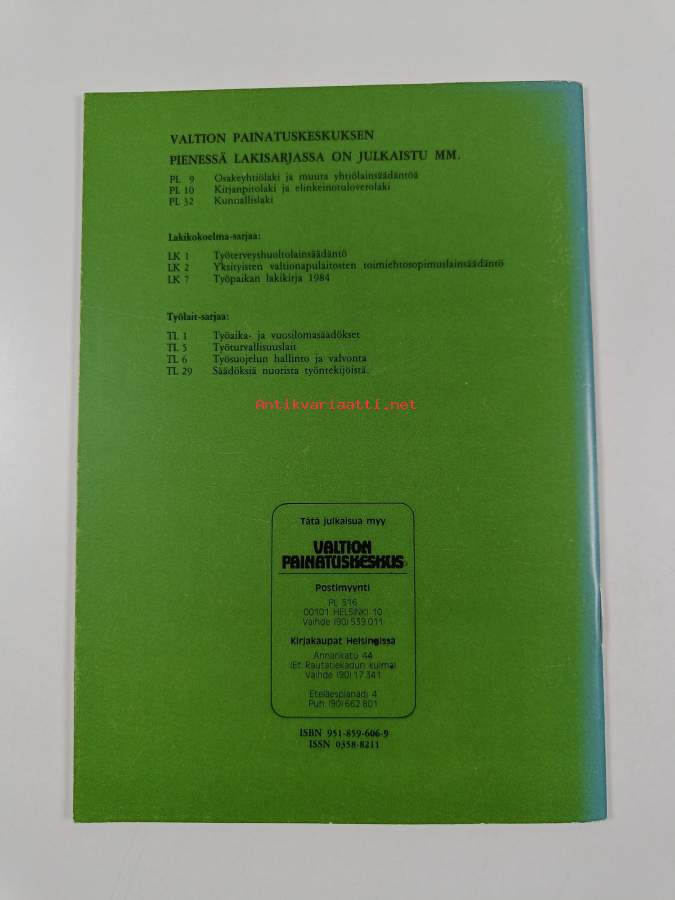 VALTION PAINATUSKESKUKSEN
PIENESSÄ LAKISARJASSA ON JULKAISTU MM.
PL 9 Osakeyhtiölaki ja muuta yhtiölainsäädäntöä
PL 10 Kirjanpitolaki ja elinkeinotuloverolaki
PL 32 Kunnallislaki
Lakikokoelma-sarjaa:
LK 1 Työterveyshuoltolainsäädäntö
LK 2 Yksityisten valtionapulaitosten toimiehtosopimuslainsäädäntö
LK 7 Työpaikan lakikirja 1984
Työlait-sarjaa:
TL 1 Työaika- ja vuosilomasäädökset
TL 5 Työturvallisuuslait
TL 6 Työsuojelun hallinto ja valvonta
TL 29 Säädöksiä nuorista työntekijöistä.
Antikvariaatti.net
Tätä julkaisua myy
VALTION
PAINATUSKESKUS
Postimyynti
PL 516
00101 HELSINKI 10
Vaihde (90) 539 011
Kirjakaupat Helsingissä
Annankatu 44
(Et. Rautatiekadun kulma)
Vaihde (90) 17 341
Eteläesplanadi 4
Puh. (90) 662 801
ISBN 951-859-606-9
ISSN 0358-8211